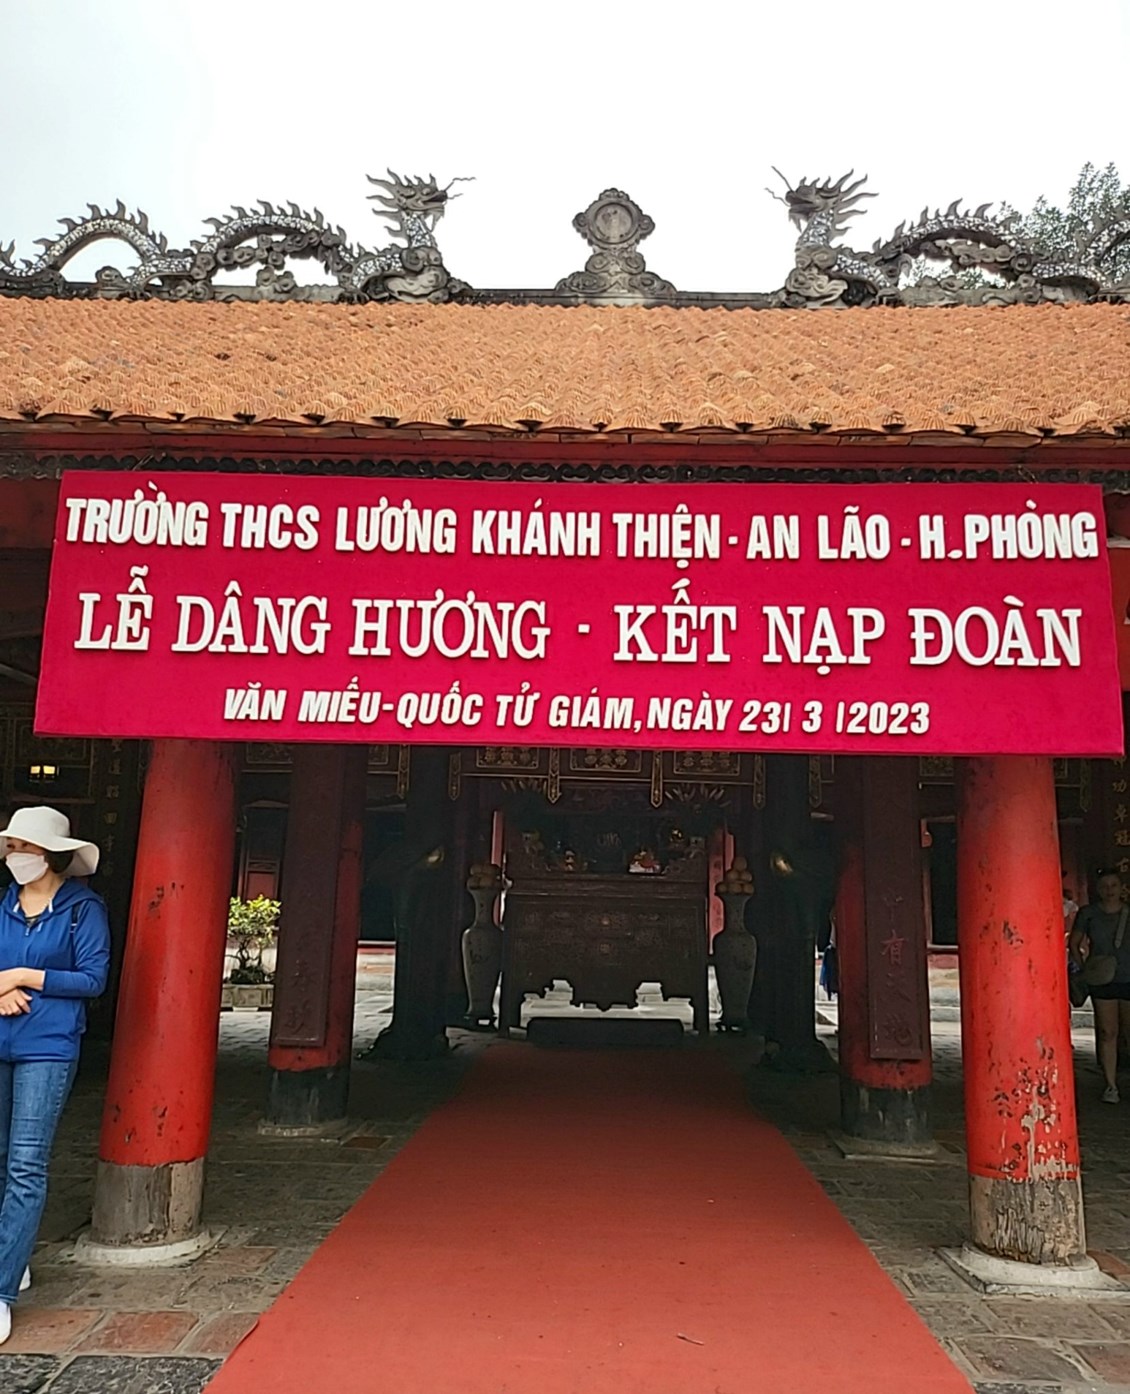 TRƯỜNG THCS LƯƠNG KHÁNH THIỆN - AN LÃO - H.PHÒNG
LỄ DÂNG HƯƠNG - KẾT NẠP ĐOÀN
VĂN MIẾU-QUỐC TỬ GIÁM, NGÀY 23| 3 |2023